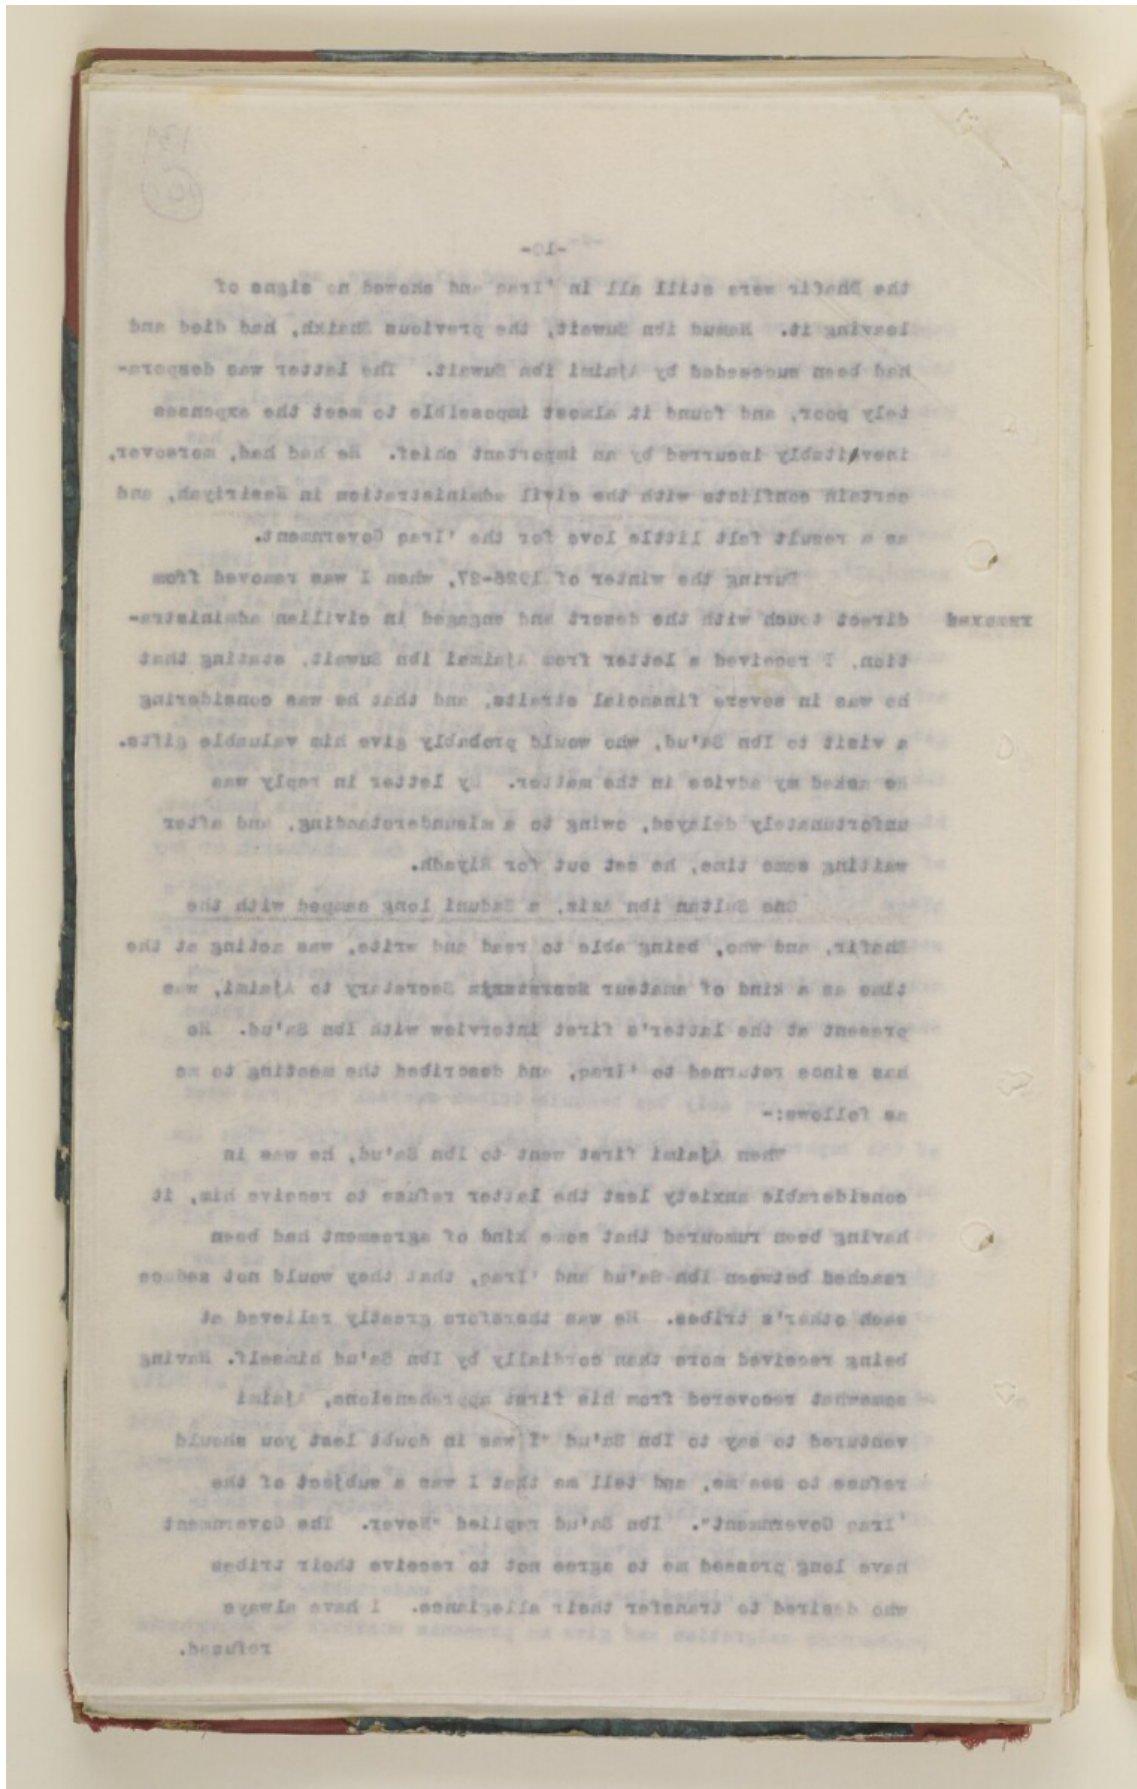 139
-10-
the Dhafir were still all in 'Iraq and showed no signs of
leaving it. Hamud ibn Suwait, the previous Shaikh, had died and
had been succeeded by Ajaimi ibn Suwait. The latter was despera-
tely poor, and found it almost impossible to meet the expenses
inevitably incurred by an important chief. He had had, moreover,
certain conflicts with the civil administration in Nasiriyah, and
as a result felt little love for the 'Iraq Government.
During the winter of 1926-27, when I was removed ffom
direct touch with the desert and engaged in civilian administra-
tion, I received a letter from Ajaimi ibn Suwait, stating that
he was in severe financial straits, and that he was considering
a visit to Ibn Sa'ud, who would probably give him valuable gifts.
He asked my advice in the matter. My letter in reply was
unfortunately delayed, owing to a misunderstanding, and after
waiting some time, he set out for Riyadh.
One Sultan ibn Aziz, a Saduni long camped with the
Dhafir, and who, being able to read and write, was acting at the
time as a kind of amateur Secretary to Ajaimi, was
present at the latter's first interview with Ibn Sa'ud. He
has since returned to 'Iraq, and described the meeting to me
as follows:-
When Ajaimi first went to Ibn Sa'ud, he was in
considerable anxiety lest the latter refuse to receive him, it
having been rumoured that some kind of agreement had been
reached between Ibn Sa'ud and 'Iraq, that they would not seduce
each other's tribes. He was therefore greatly relieved at
being received more than cordially by Ibn Sa'ud himself. Having
somewhat recovered from his first apprehensions, Ajaimi
ventured to say to Ibn Sa'ud "I was in doubt lest you should
refuse to see me, and tell me that I was a subject of the
'Iraq Government". Ibn Sa'ud replied "Never. The Government
have long pressed me to agree not to receive their tribes
who desired to transfer their allegiance. I have always
refused.